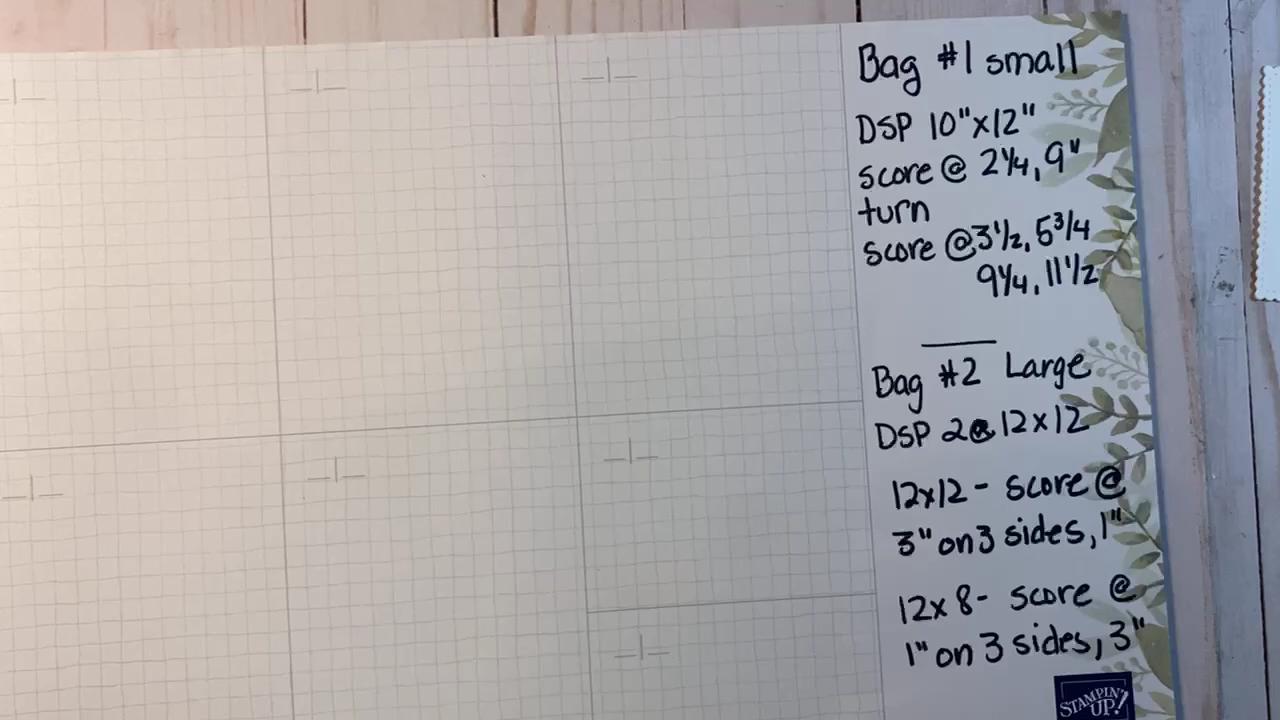 Bag #1 small
DSP 10"x12"
score @ 2¼, 9"
turn
score @ 3½, 5¾
9¼, 11½
Bag #2 Large
DSP 2@ 12x12
12x12 - score @
3" on 3 sides, 1"
12x8 - score @
1" on 3 sides, 3"
STAMPIN'
UP!